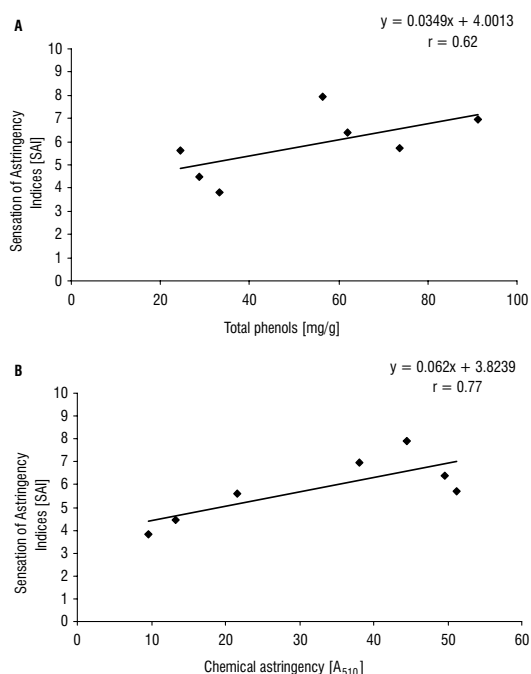 A
y = 0.0349x + 4.0013
r = 0.62
10
9
8
7
6
5
4
3
2
1
0
Sensation of Astringency
Indices [SAI]
0 20 40 60 80 100
Total phenols [mg/g]
B
y = 0.062x + 3.8239
r = 0.77
10
9
8
7
6
5
4
3
2
1
0
Sensation of Astringency
Indices [SAI]
0 10 20 30 40 50 60
Chemical astringency [A₅₁₀]